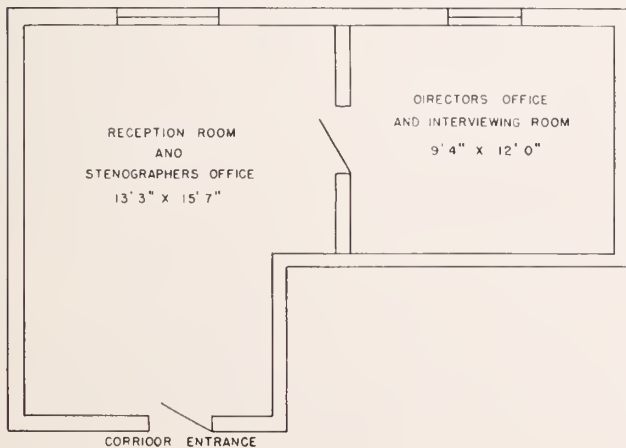 RECEPTION ROOM
AND
STENOGRAPHERS OFFICE
13' 3" X 15' 7"
DIRECTORS OFFICE
AND INTERVIEWING ROOM
9' 4" X 12' 0"
CORRIDOR ENTRANCE